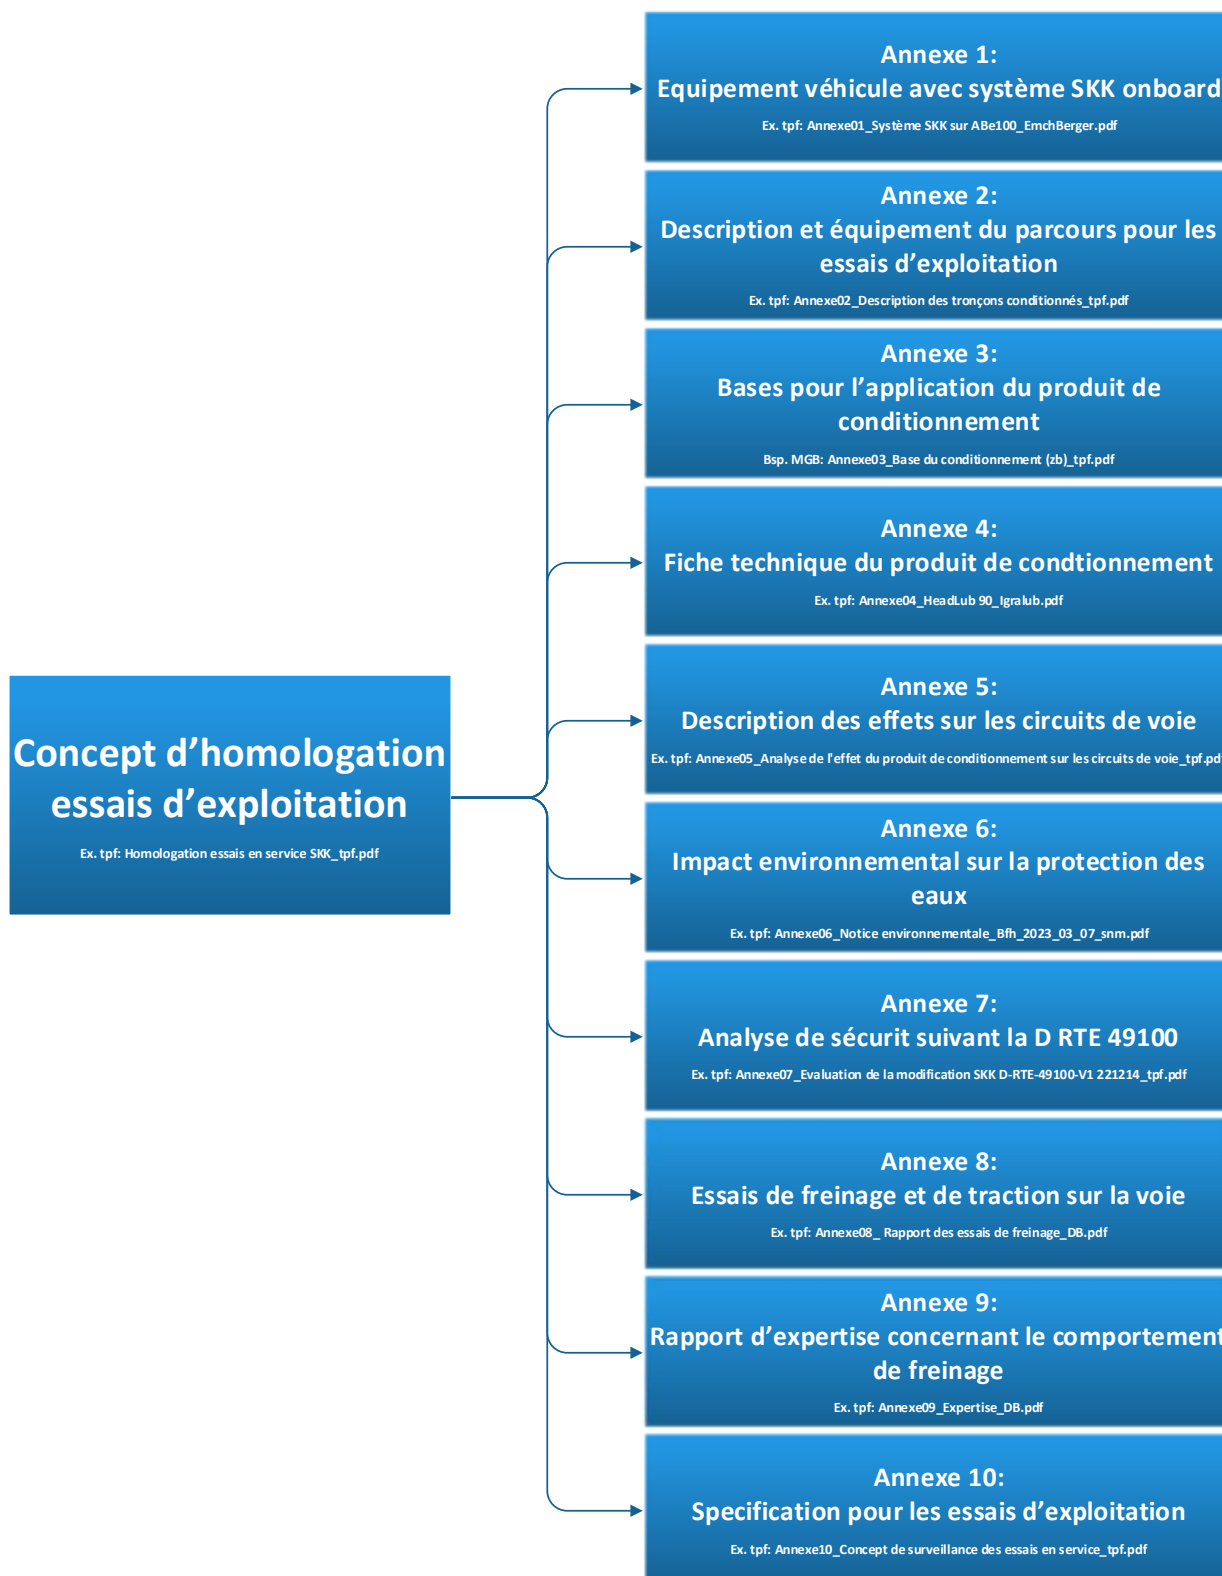 Annexe 1:
Equipement véhicule avec système SKK onboard
Ex. tpf: Annexe01_Système SKK sur ABe100_EmchBerger.pdf
Annexe 2:
Description et équipement du parcours pour les
essais d’exploitation
Ex. tpf: Annexe02_Description des tronçons conditionnés_tpf.pdf
Annexe 3:
Bases pour l’application du produit de
conditionnement
Bsp. MGB: Annexe03_Base du conditionnement (zb)_tpf.pdf
Annexe 4:
Fiche technique du produit de condtionnement
Ex. tpf: Annexe04_HeadLub 90_Igralub.pdf
Annexe 5:
Description des effets sur les circuits de voie
Ex. tpf: Annexe05_Analyse de l'effet du produit de conditionnement sur les circuits de voie_tpf.pdf
Concept d’homologation
essais d’exploitation
Ex. tpf: Homologation essais en service SKK_tpf.pdf
Annexe 6:
Impact environnemental sur la protection des
eaux
Ex. tpf: Annexe06_Notice environnementale_Bfh_2023_03_07_snm.pdf
Annexe 7:
Analyse de sécurit suivant la D RTE 49100
Ex. tpf: Annexe07_Evaluation de la modification SKK D-RTE-49100-V1 221214_tpf.pdf
Annexe 8:
Essais de freinage et de traction sur la voie
Ex. tpf: Annexe08_ Rapport des essais de freinage_DB.pdf
Annexe 9:
Rapport d’expertise concernant le comportement
de freinage
Ex. tpf: Annexe09_Expertise_DB.pdf
Annexe 10:
Specification pour les essais d’exploitation
Ex. tpf: Annexe10_Concept de surveillance des essais en service_tpf.pdf